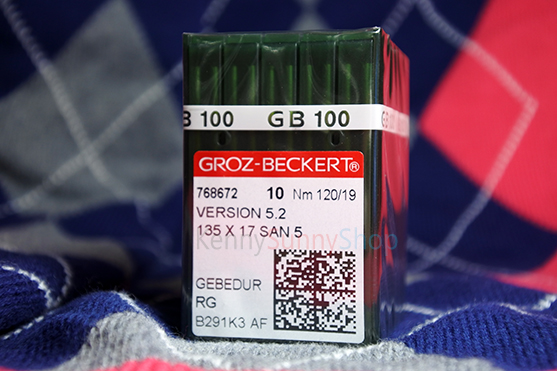 B 100 GB 100 GB
GROZ-BECKERT®
768672 10 Nm 120/19
VERSION 5.2
135 X 17 SAN 5
KennySunnyShop
GEBEDUR
RG
B291K3 AF